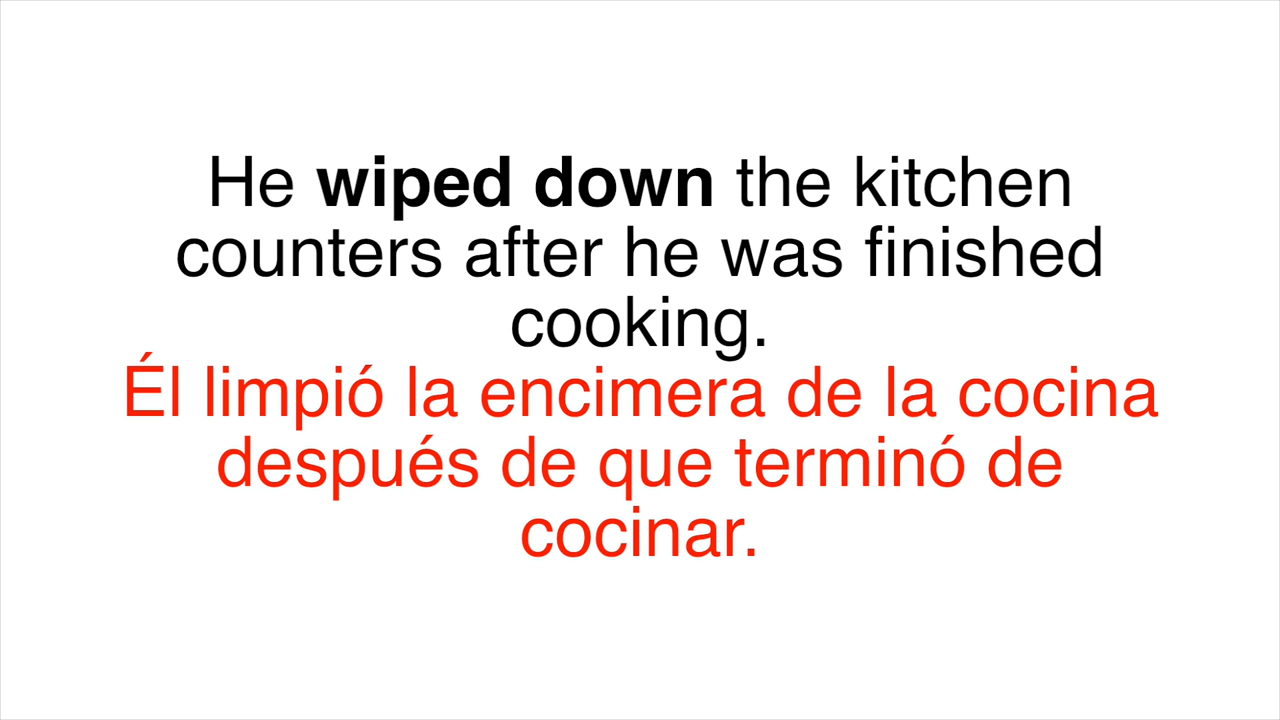 He wiped down the kitchen
counters after he was finished
cooking.
Él limpió la encimera de la cocina
después de que terminó de
cocinar.